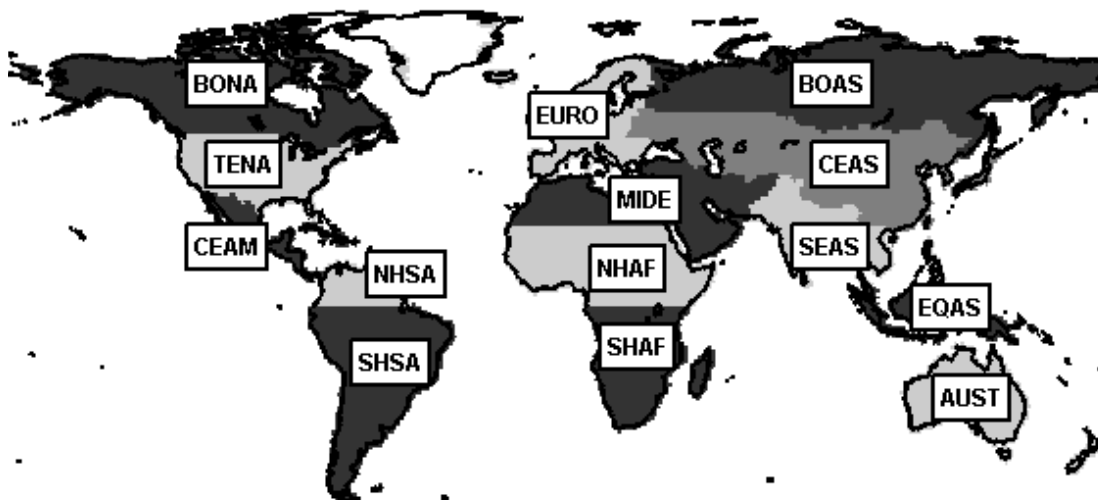 BONA
BOAS
EURO
TENA
CEAS
MIDE
CEAM
SEAS
NHSA
NHAF
EQAS
SHAF
SHSA
AUST